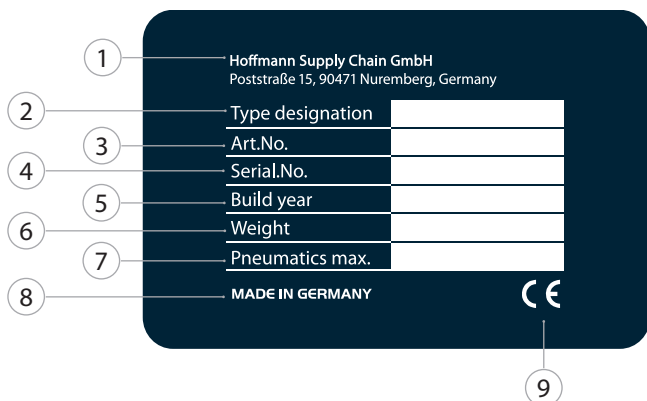 1
Hoffmann Supply Chain GmbH
Poststraße 15, 90471 Nuremberg, Germany
2
Type designation
3
Art.No.
4
Serial.No.
5
Build year
6
Weight
7
Pneumatics max.
8
MADE IN GERMANY
CE
9